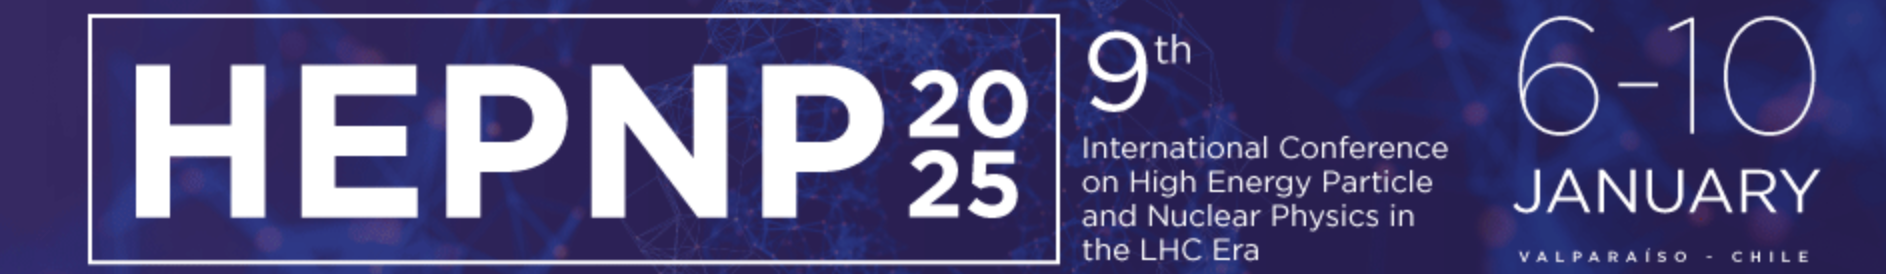 HEPNP 20
25
9th
International Conference
on High Energy Particle
and Nuclear Physics in
the LHC Era
6-10
JANUARY
VALPARAÍSO - CHILE